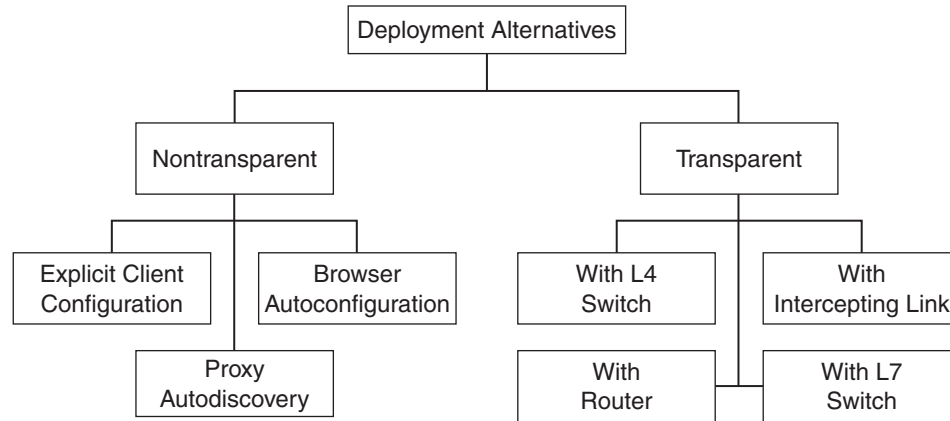 Deployment Alternatives
Nontransparent
Transparent
Explicit Client
Configuration
Browser
Autoconfiguration
Proxy
Autodiscovery
With L4
Switch
With
Intercepting Link
With
Router
With L7
Switch